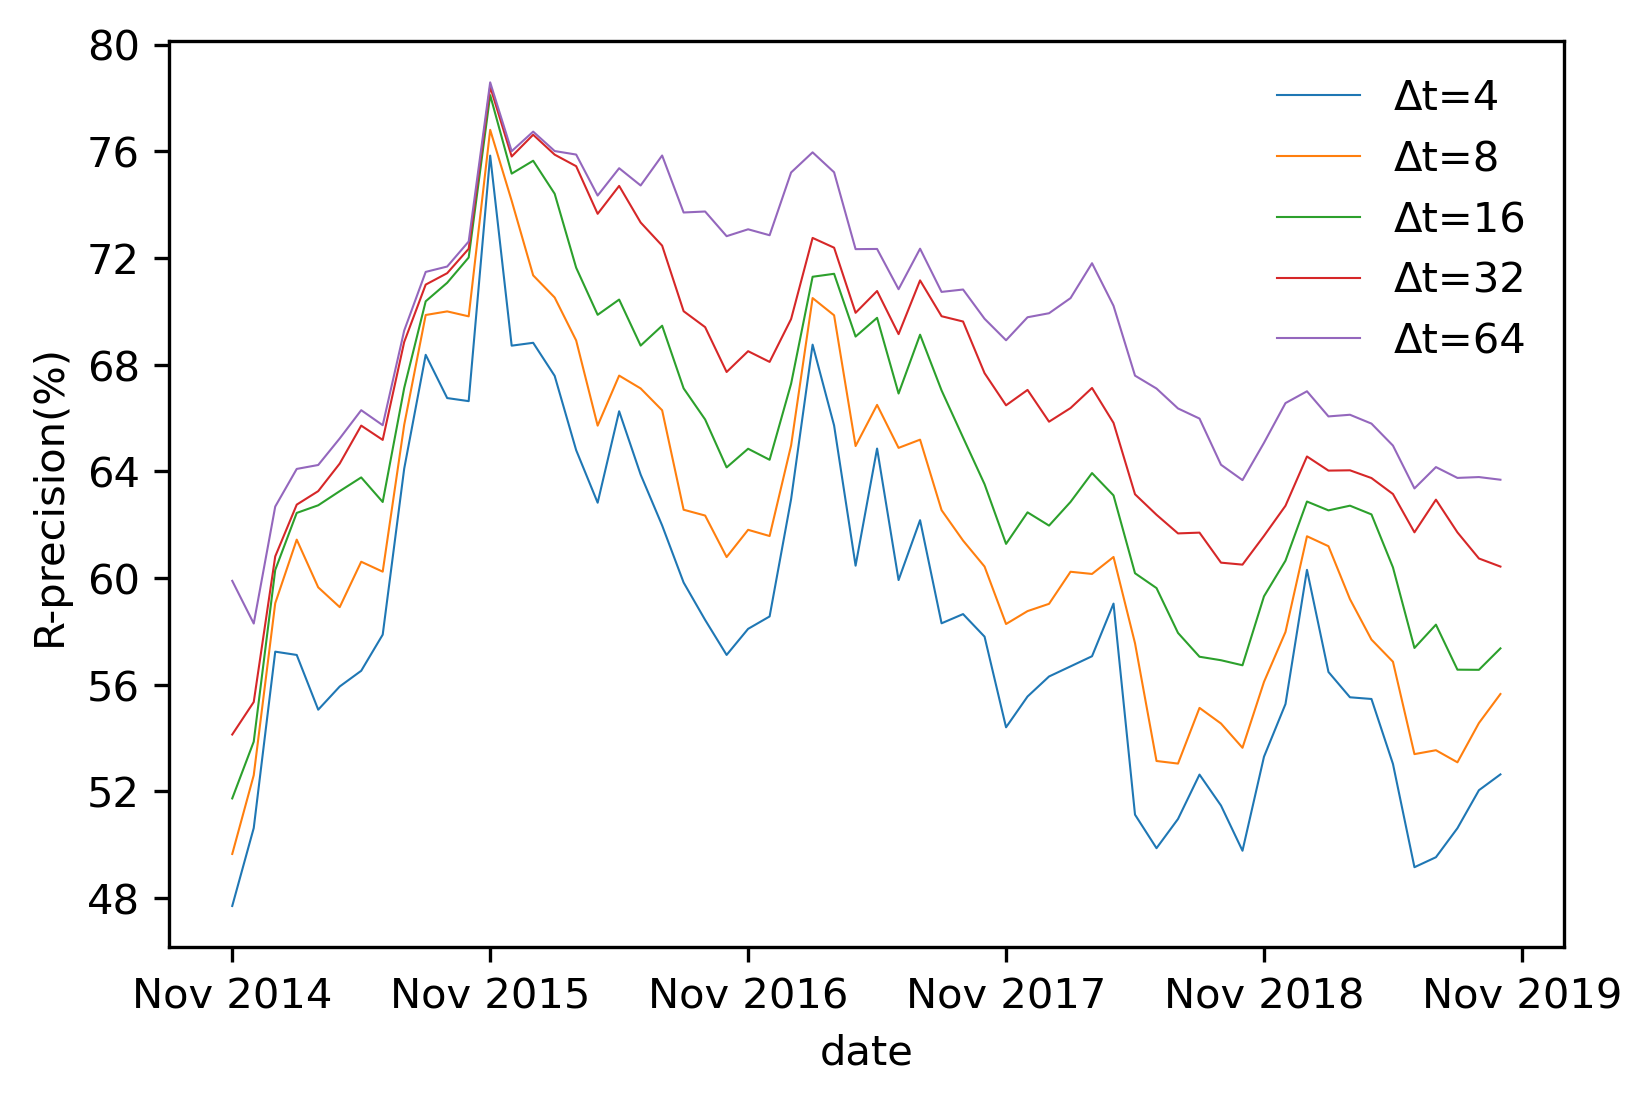 80
76
72
68
64
60
56
52
48
R-precision(%)
Δt=4
Δt=8
Δt=16
Δt=32
Δt=64
Nov 2014 Nov 2015 Nov 2016 Nov 2017 Nov 2018 Nov 2019
date